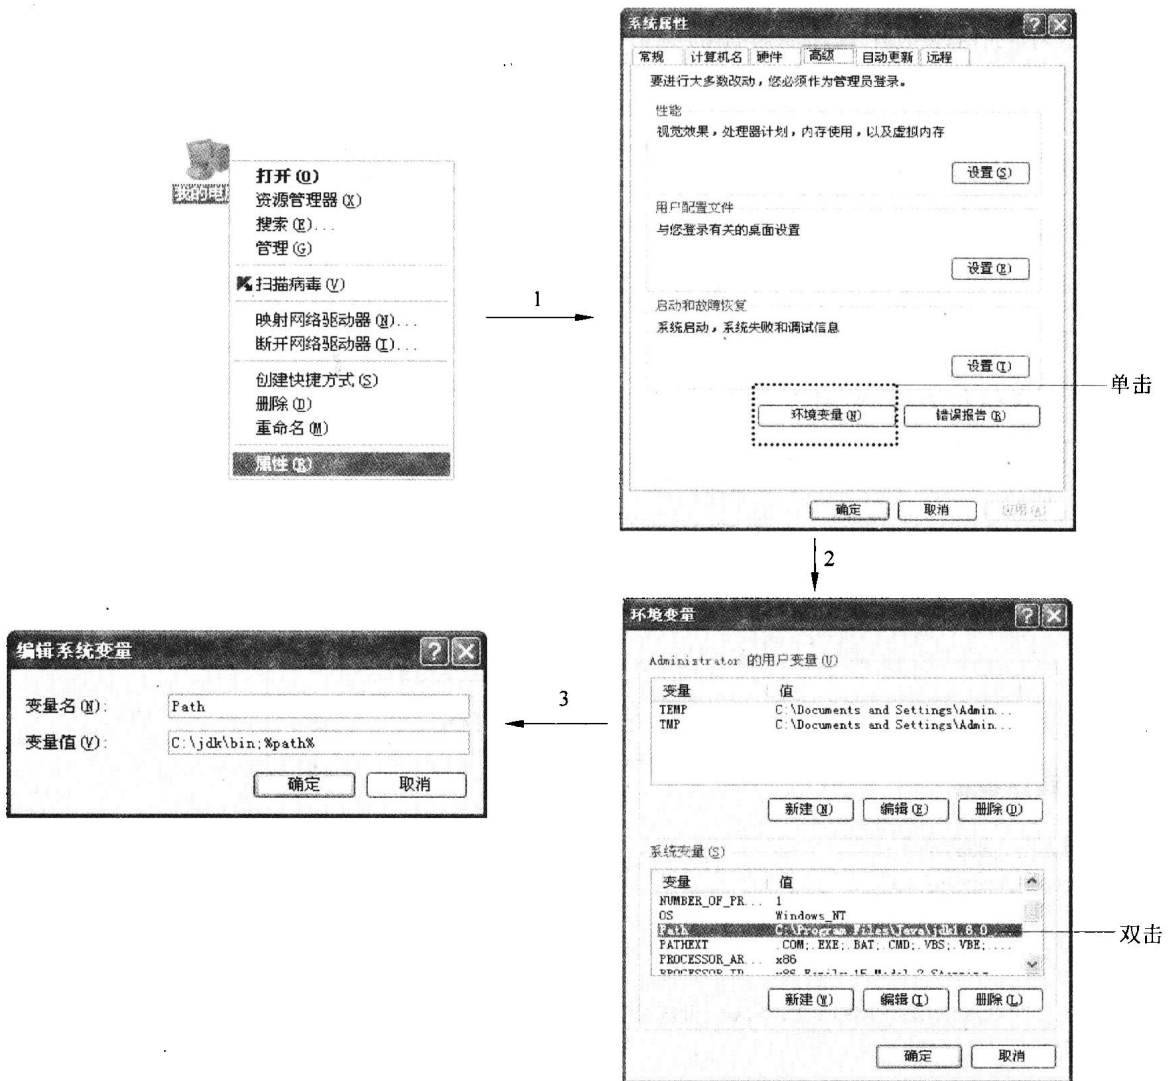 我的电脑
打开(O)
资源管理器(X)
搜索(E)...
管理(G)
扫描病毒(V)
映射网络驱动器(N)...
断开网络驱动器(I)...
创建快捷方式(S)
删除(D)
重命名(M)
属性(R)
1
系统属性
常规 计算机名 硬件 高级 自动更新 远程
要进行大多数改动，您必须作为管理员登录。
性能
视觉效果，处理器计划，内存使用，以及虚拟内存
设置(S)
用户配置文件
与您登录有关的桌面设置
设置(E)
启动和故障恢复
系统启动，系统失败和调试信息
设置(T)
单击
环境变量(N) 错误报告(R)
确定 取消 应用(A)
2
环境变量
Administrator 的用户变量(U)
变量 值
TEMP C:\Documents and Settings\Admin...
TMP C:\Documents and Settings\Admin...
新建(N) 编辑(E) 删除(D)
系统变量(S)
变量 值
NUMBER_OF_PR... 1
OS Windows_NT
Path C:\Program Files\Java\jdk1.6.0...
双击
PATHEXT .COM;.EXE;.BAT;.CMD;.VBS;.VBE;....
PROCESSOR_AR... x86
新建(W) 编辑(I) 删除(L)
确定 取消
3
编辑系统变量
变量名(N): Path
变量值(V): C:\jdk\bin;%path%
确定 取消